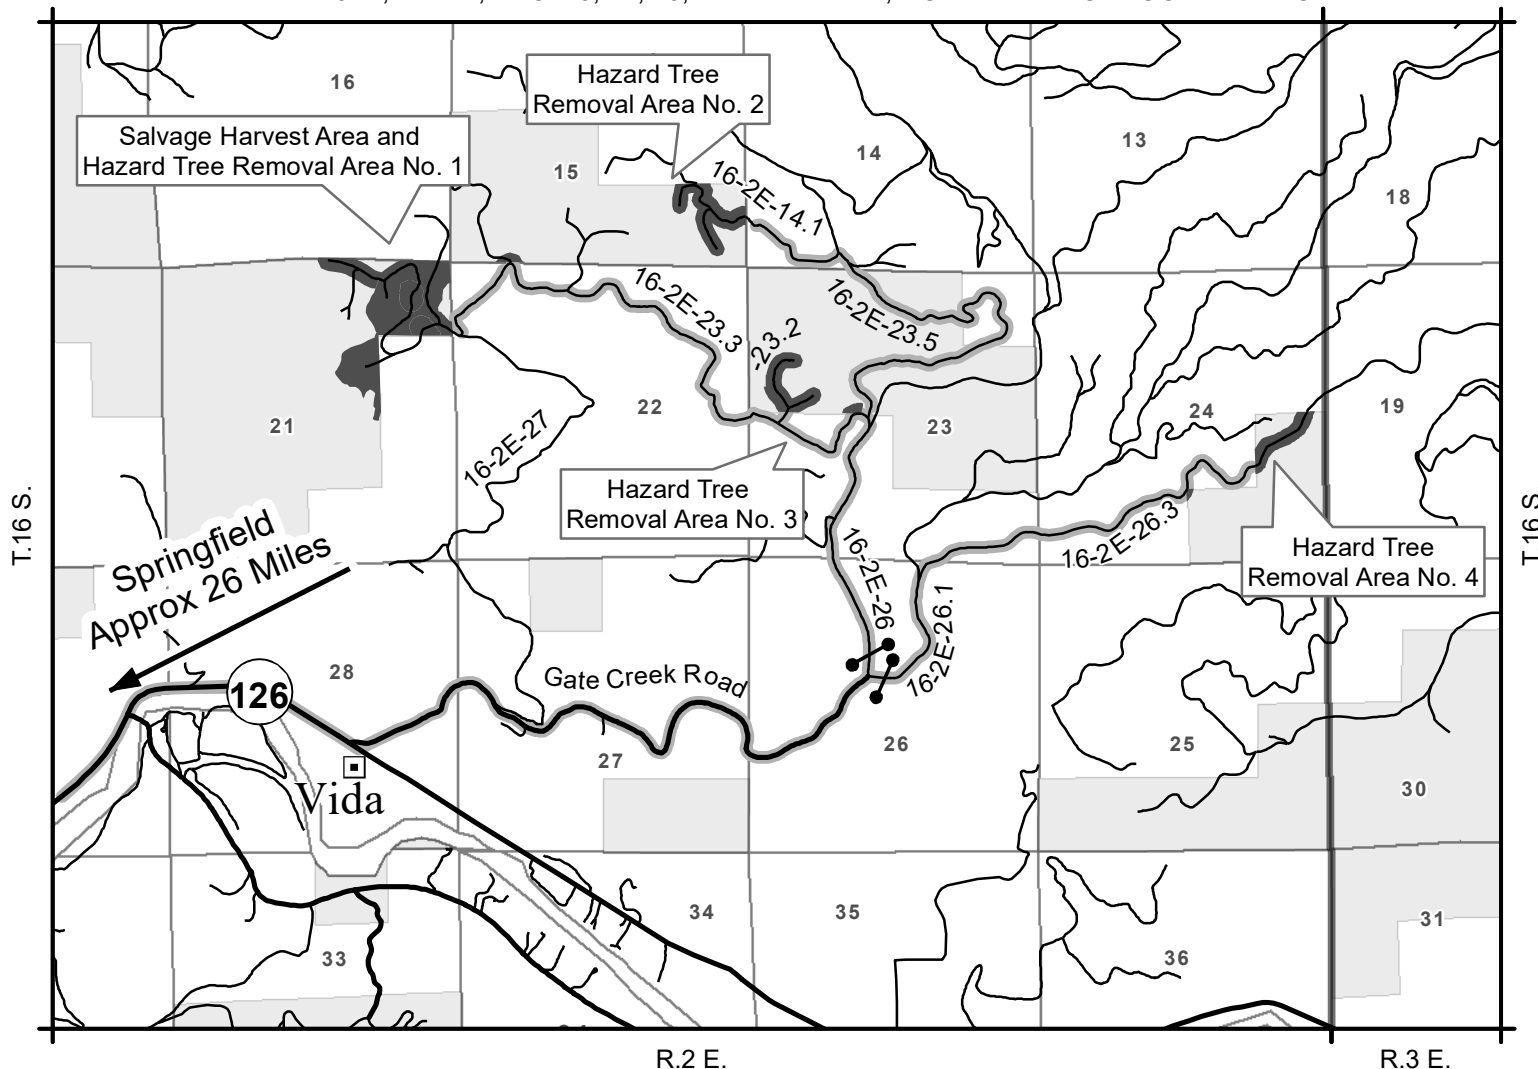 16
Hazard Tree
Removal Area No. 2
Salvage Harvest Area and
Hazard Tree Removal Area No. 1
15
14
13
18
16-2E-14.1
16-2E-23.3
16-2E-23.5
-23.2
21
22
23
24
19
16-2E-27
Hazard Tree
Removal Area No. 3
T.16 S.
T.16 S.
Springfield
Approx 26 Miles
16-2E-26
16-2E-26.3
Hazard Tree
Removal Area No. 4
16-2E-26.1
28
Gate Creek Road
126
27
26
25
30
Vida
34
35
31
33
36
R.2 E.
R.3 E.